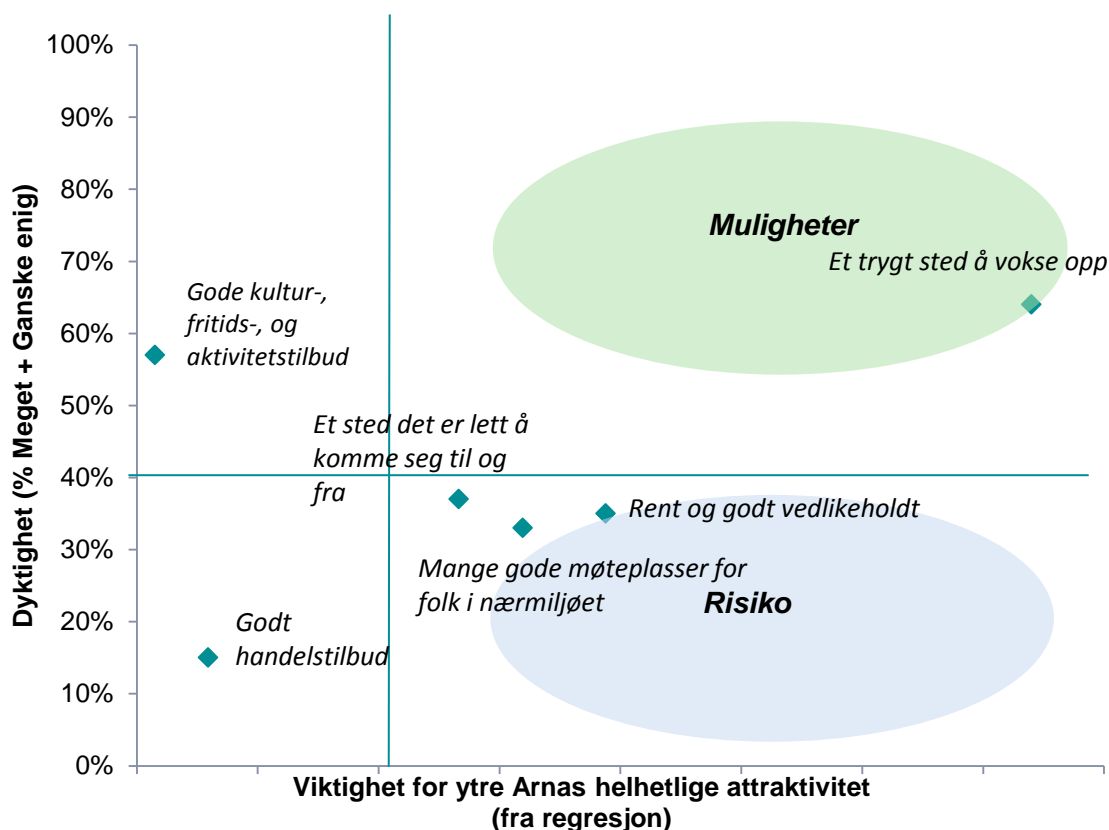 100%
90%
80%
70%
60%
50%
40%
30%
20%
10%
0%
Dyktighet (% Meget + Ganske enig)
Muligheter
Et trygt sted å vokse opp
Gode kultur-,
fritids-, og
aktivitetstilbud
Et sted det er lett å
komme seg til og
fra
Rent og godt vedlikeholdt
Mange gode møteplasser for
folk i nærmiljøet
Risiko
Godt
handelstilbud
Viktighet for ytre Arnas helhetlige attraktivitet
(fra regresjon)